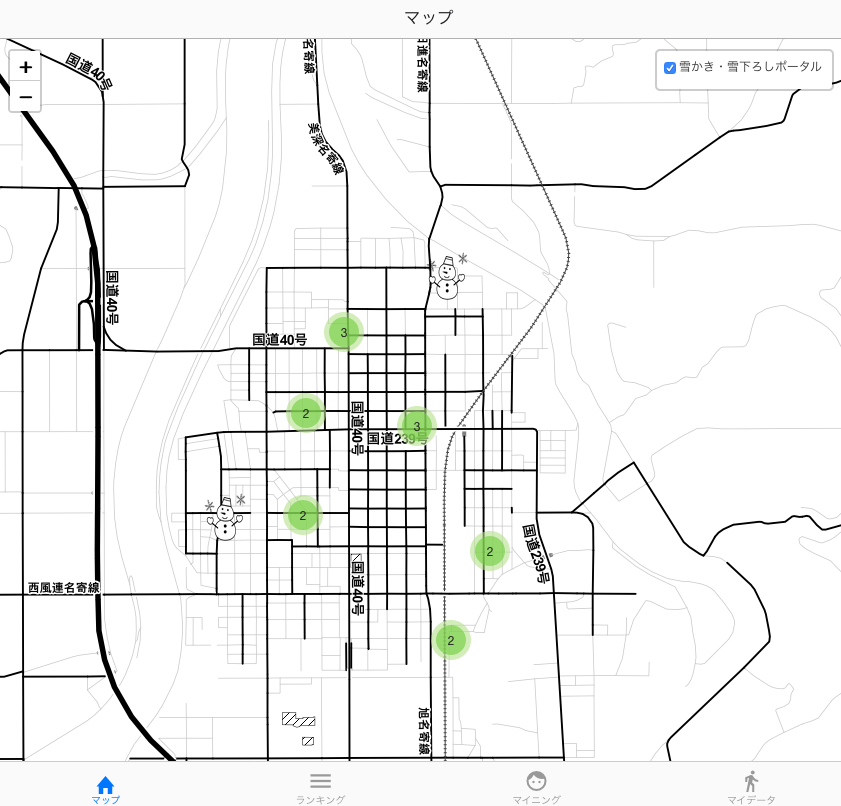 マップ
+
−
雪かき・雪下ろしポータル
国道40号
名寄線
日進名寄線
美深名寄線
国道40号
国道40号
3
2
国道40号
3
国道239号
2
2
国道239号
国道40号
西風連名寄線
2
旭名寄線
マップ
ランキング
マイニング
マイデータ